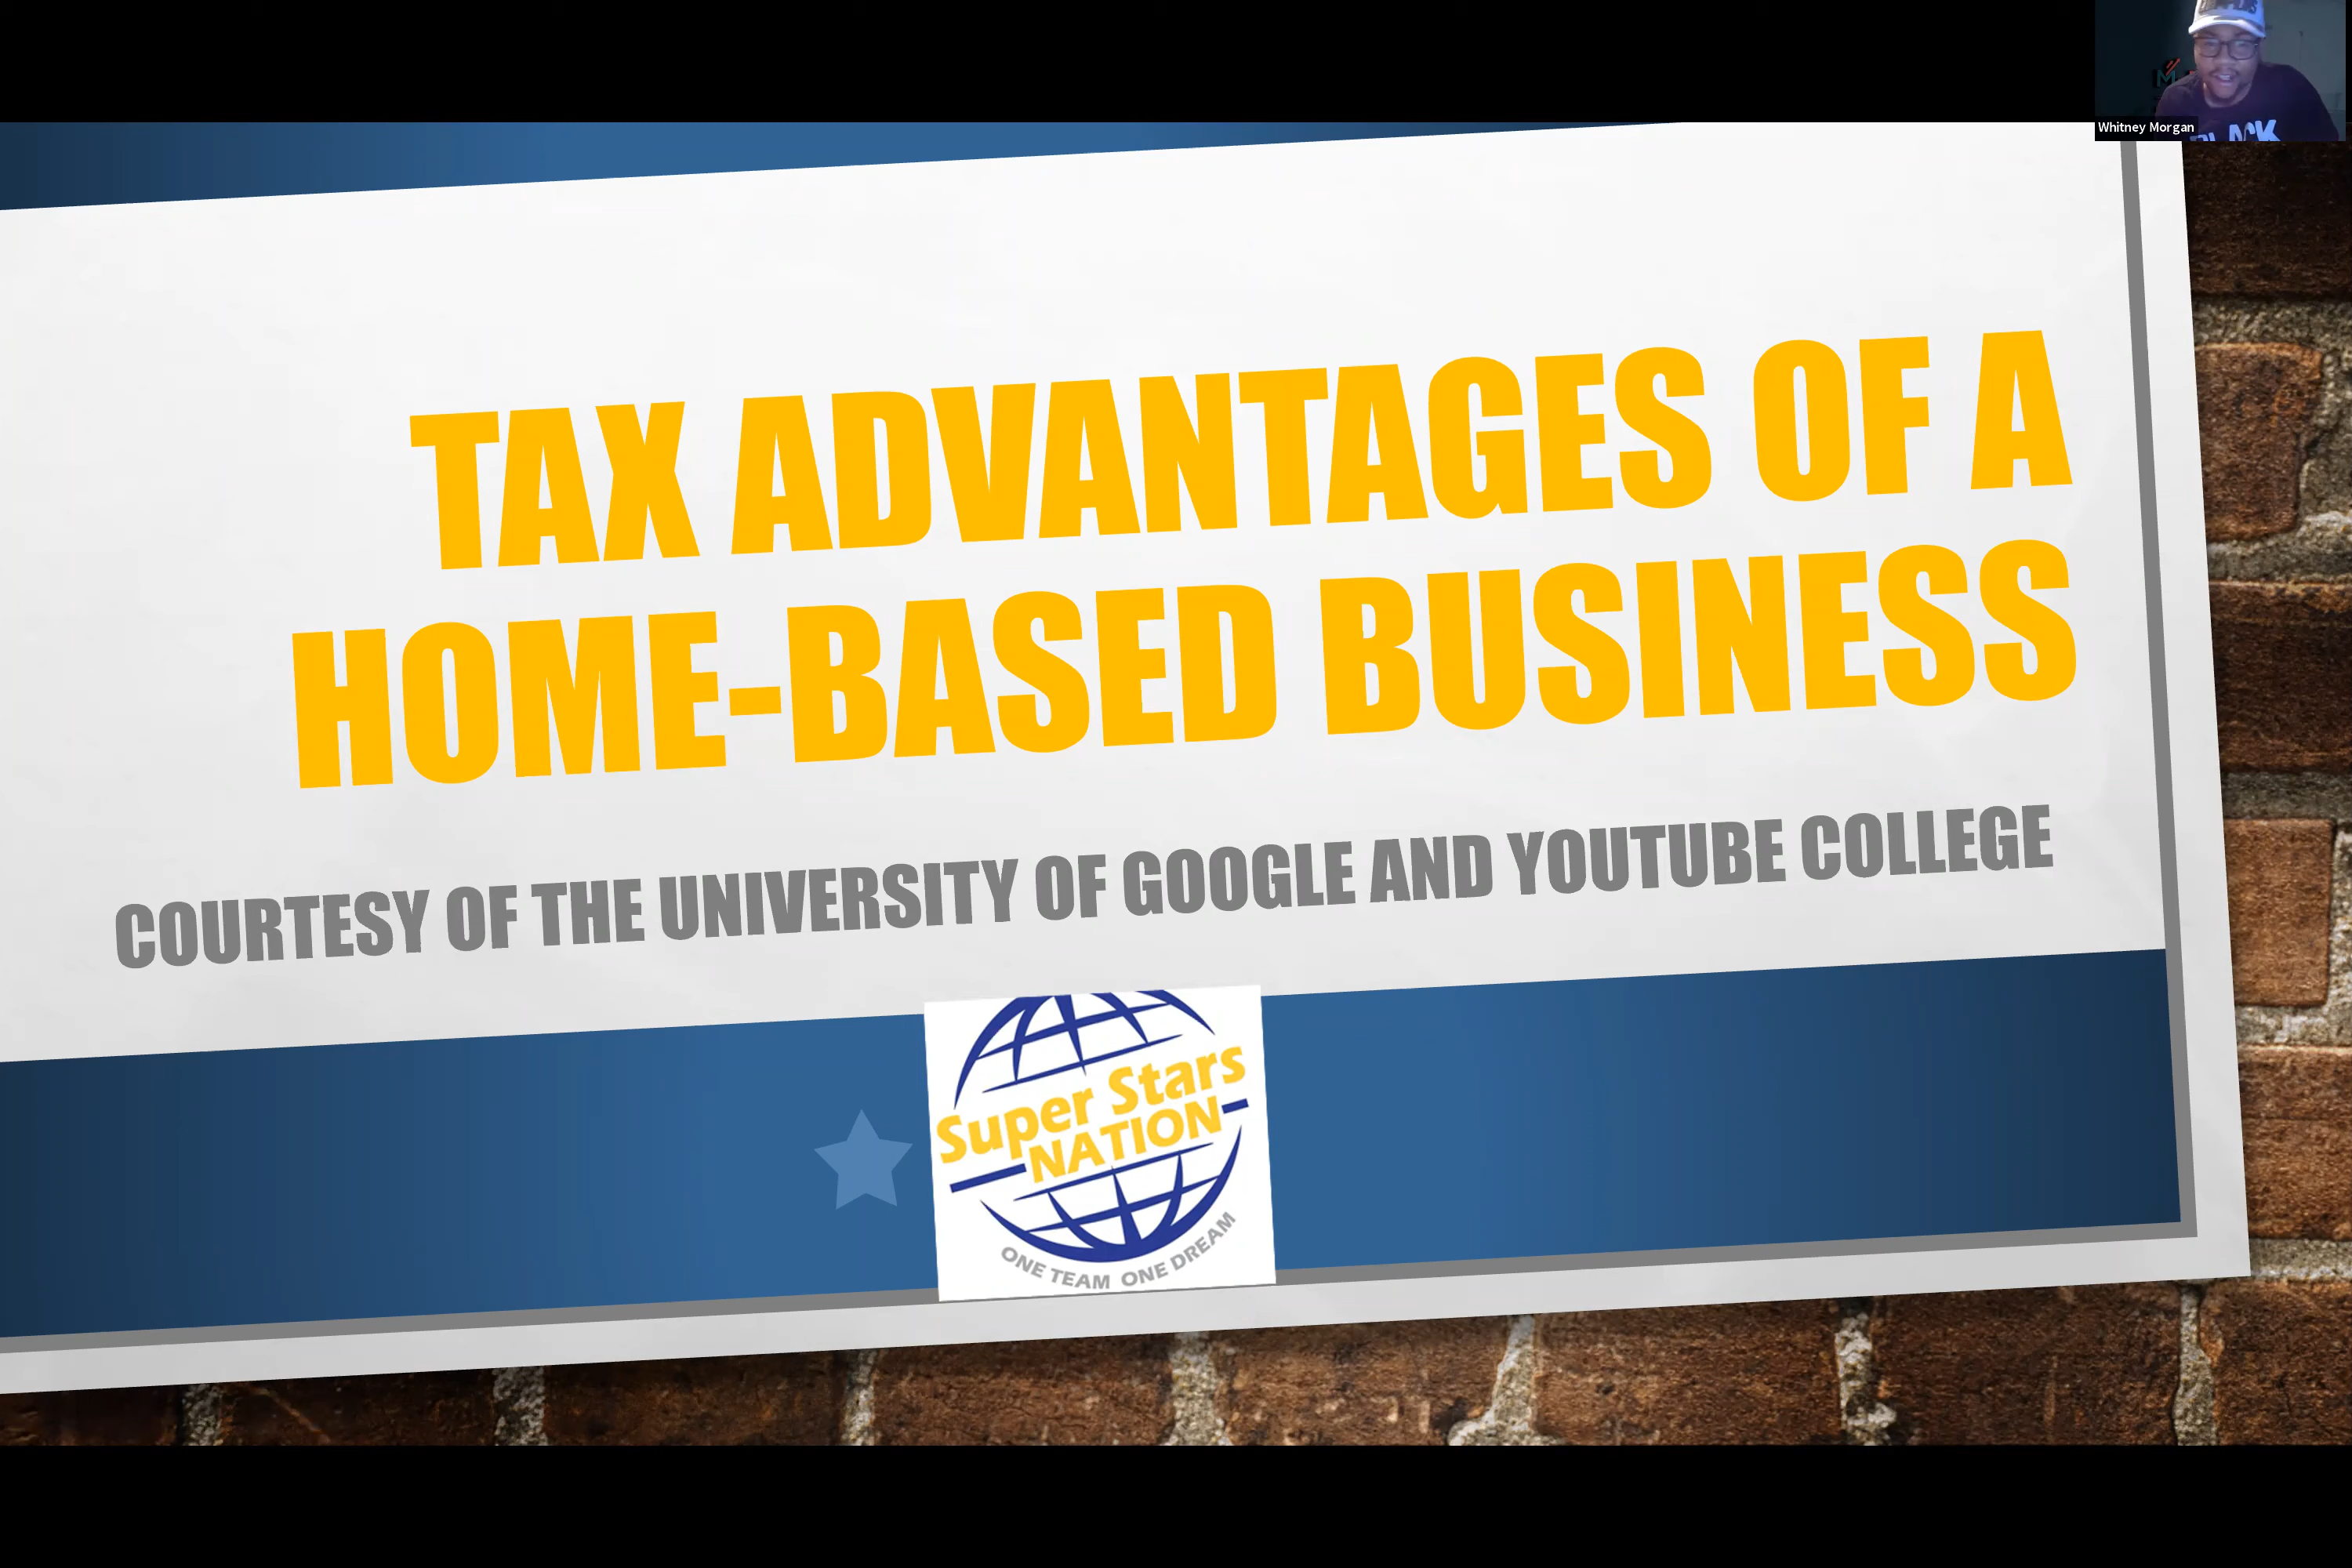 Whitney Morgan
TAX ADVANTAGES OF A
HOME-BASED BUSINESS
COURTESY OF THE UNIVERSITY OF GOOGLE AND YOUTUBE COLLEGE
Super Stars
NATION
ONE TEAM ONE DREAM